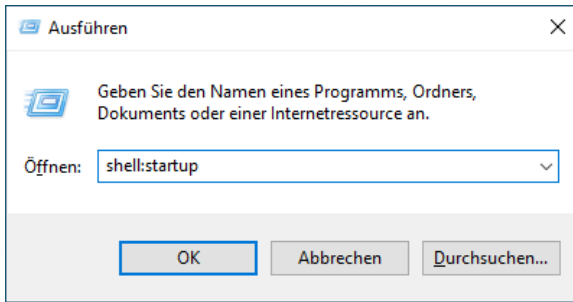 Ausführen
Geben Sie den Namen eines Programms, Ordners,
Dokuments oder einer Internetressource an.
Öffnen: shell:startup
OK Abbrechen Durchsuchen...